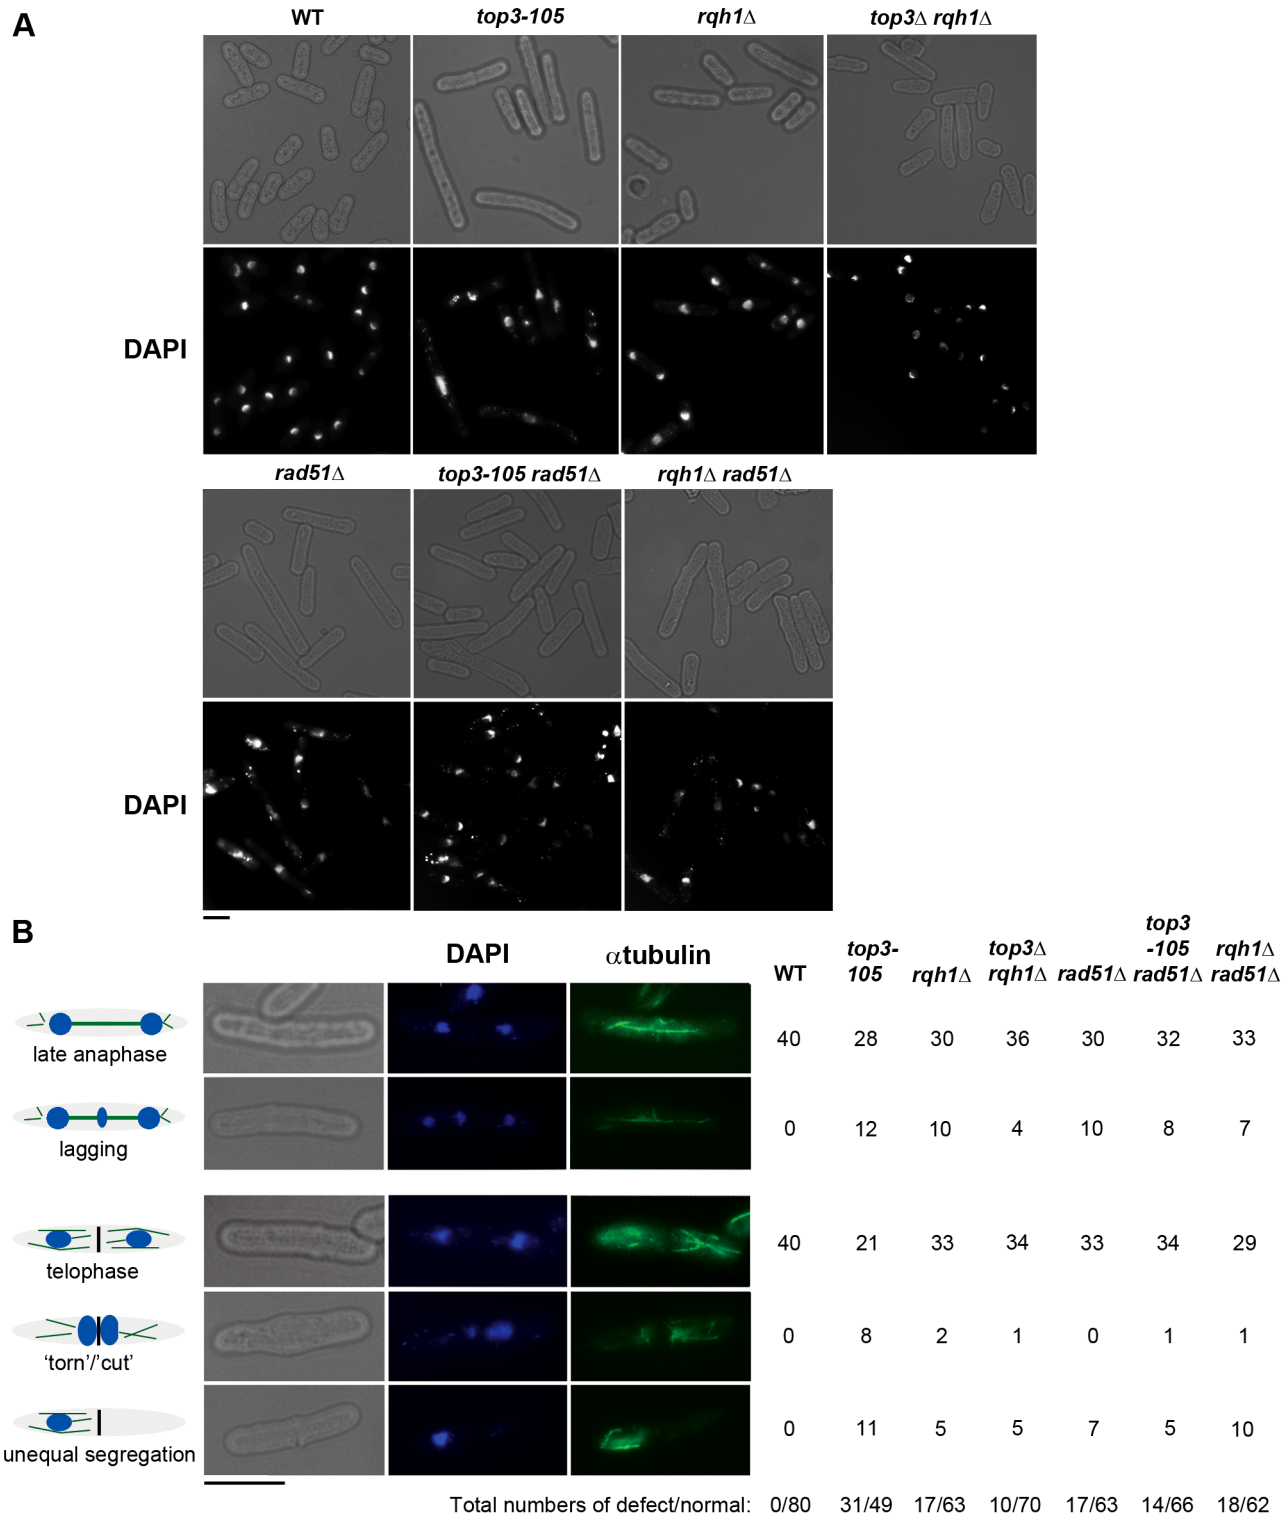 A
WT
top3-105
rqh1Δ
top3Δ rqh1Δ
DAPI
rad51Δ
top3-105 rad51Δ
rqh1Δ rad51Δ
DAPI
B
DAPI
αtubulin
WT
top3-
105
rqh1Δ
top3Δ
rqh1Δ
rad51Δ
top3
-105
rad51Δ
rqh1Δ
rad51Δ
late anaphase
40 28 30 36 30 32 33
lagging
0 12 10 4 10 8 7
telophase
40 21 33 34 33 34 29
‘torn’/’cut’
0 8 2 1 0 1 1
unequal segregation
0 11 5 5 7 5 10
Total numbers of defect/normal: 0/80 31/49 17/63 10/70 17/63 14/66 18/62